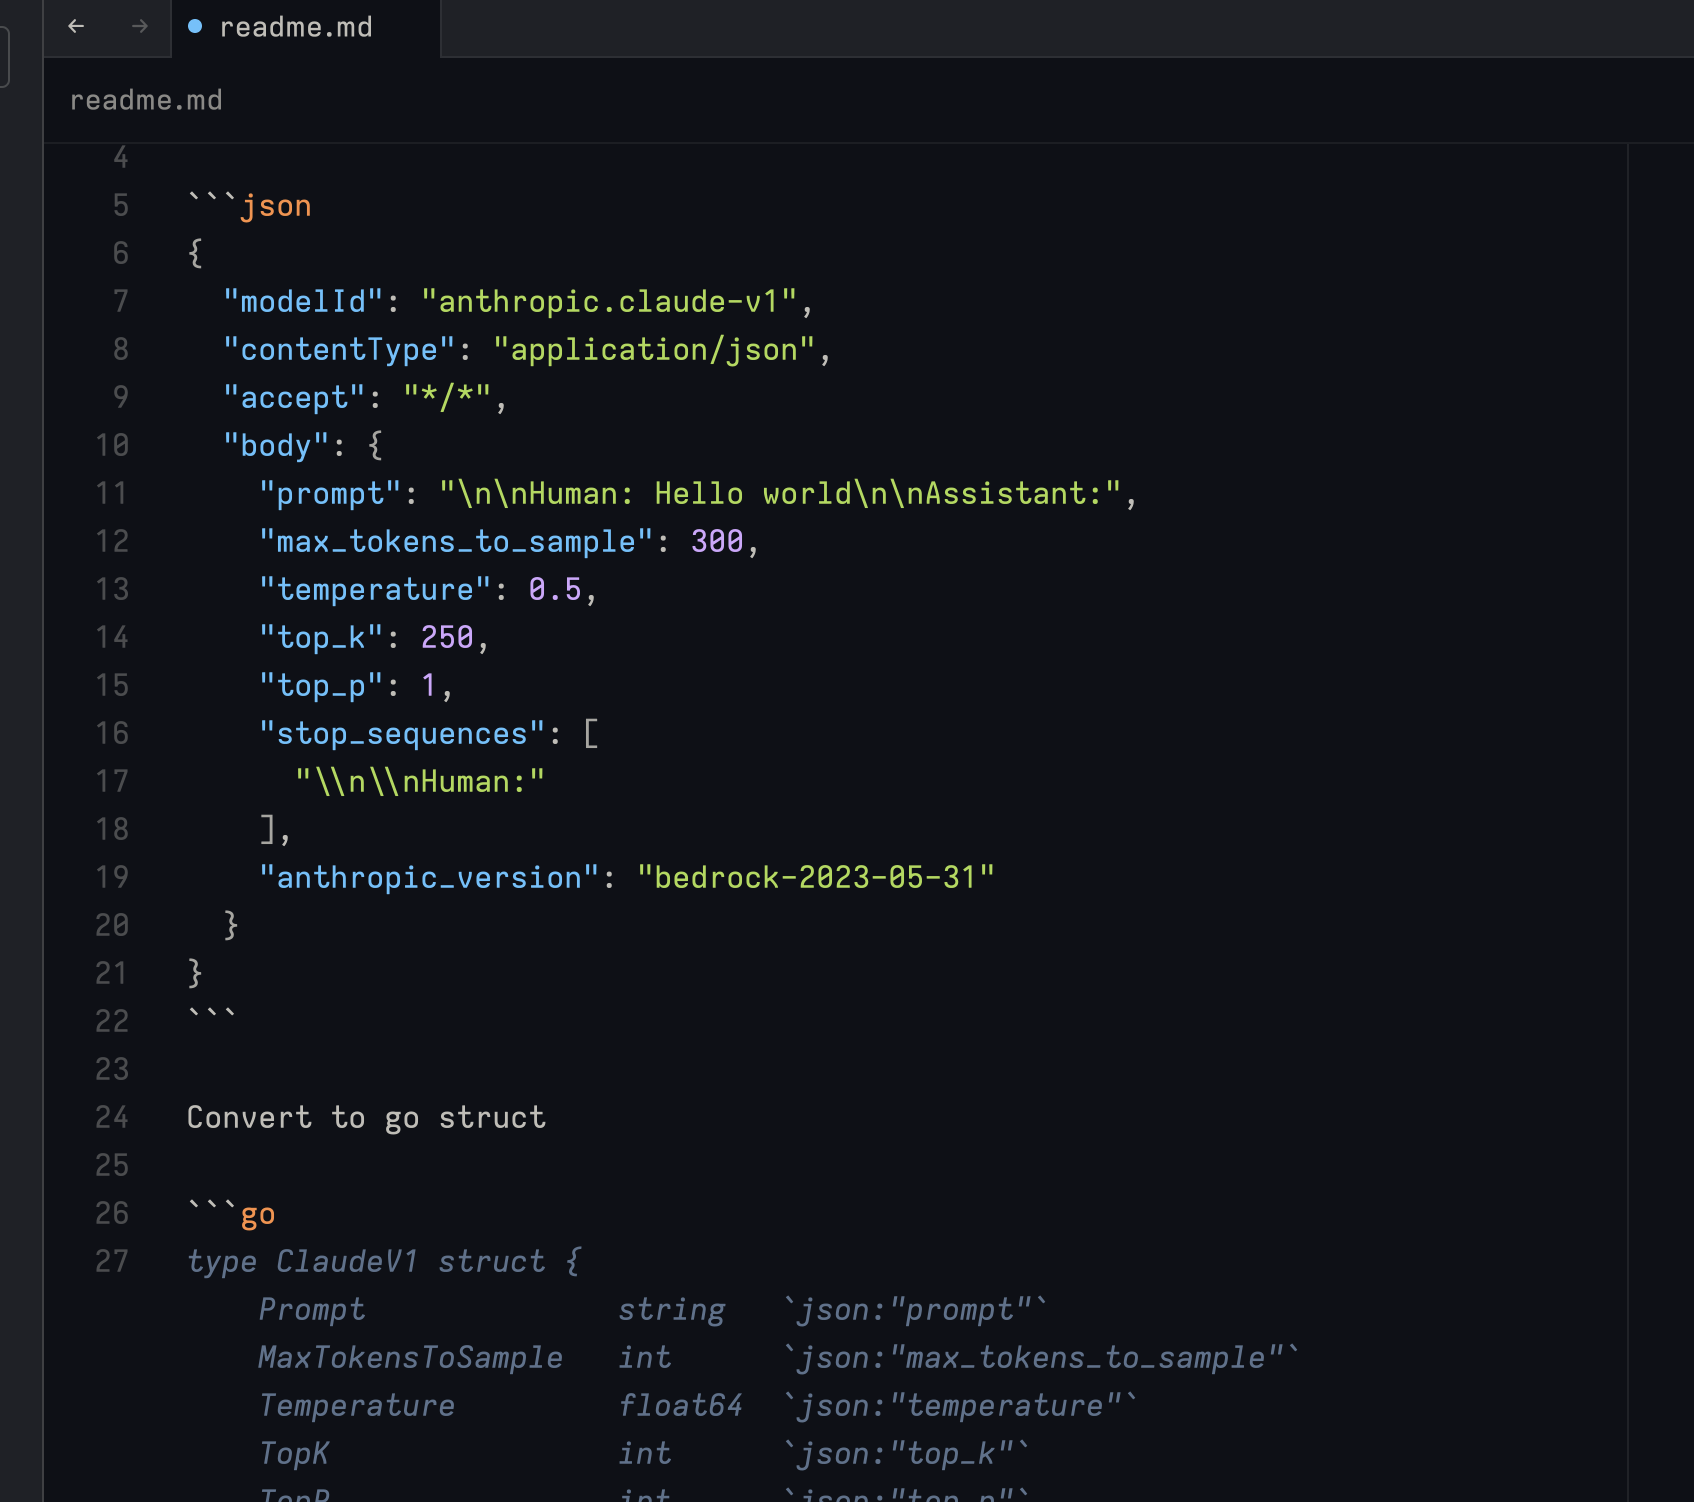 ← → readme.md
readme.md
4
5 ```json
6 {
7   "modelId": "anthropic.claude-v1",
8   "contentType": "application/json",
9   "accept": "*/*",
10   "body": {
11     "prompt": "\n\nHuman: Hello world\n\nAssistant:",
12     "max_tokens_to_sample": 300,
13     "temperature": 0.5,
14     "top_k": 250,
15     "top_p": 1,
16     "stop_sequences": [
17       "\\n\\nHuman:"
18     ],
19     "anthropic_version": "bedrock-2023-05-31"
20   }
21 }
22 ```
23
24 Convert to go struct
25
26 ```go
27 type ClaudeV1 struct {
    Prompt              string   `json:"prompt"`
    MaxTokensToSample   int      `json:"max_tokens_to_sample"`
    Temperature         float64  `json:"temperature"`
    TopK                int      `json:"top_k"`
    TopP                int      `json:"top_p"`